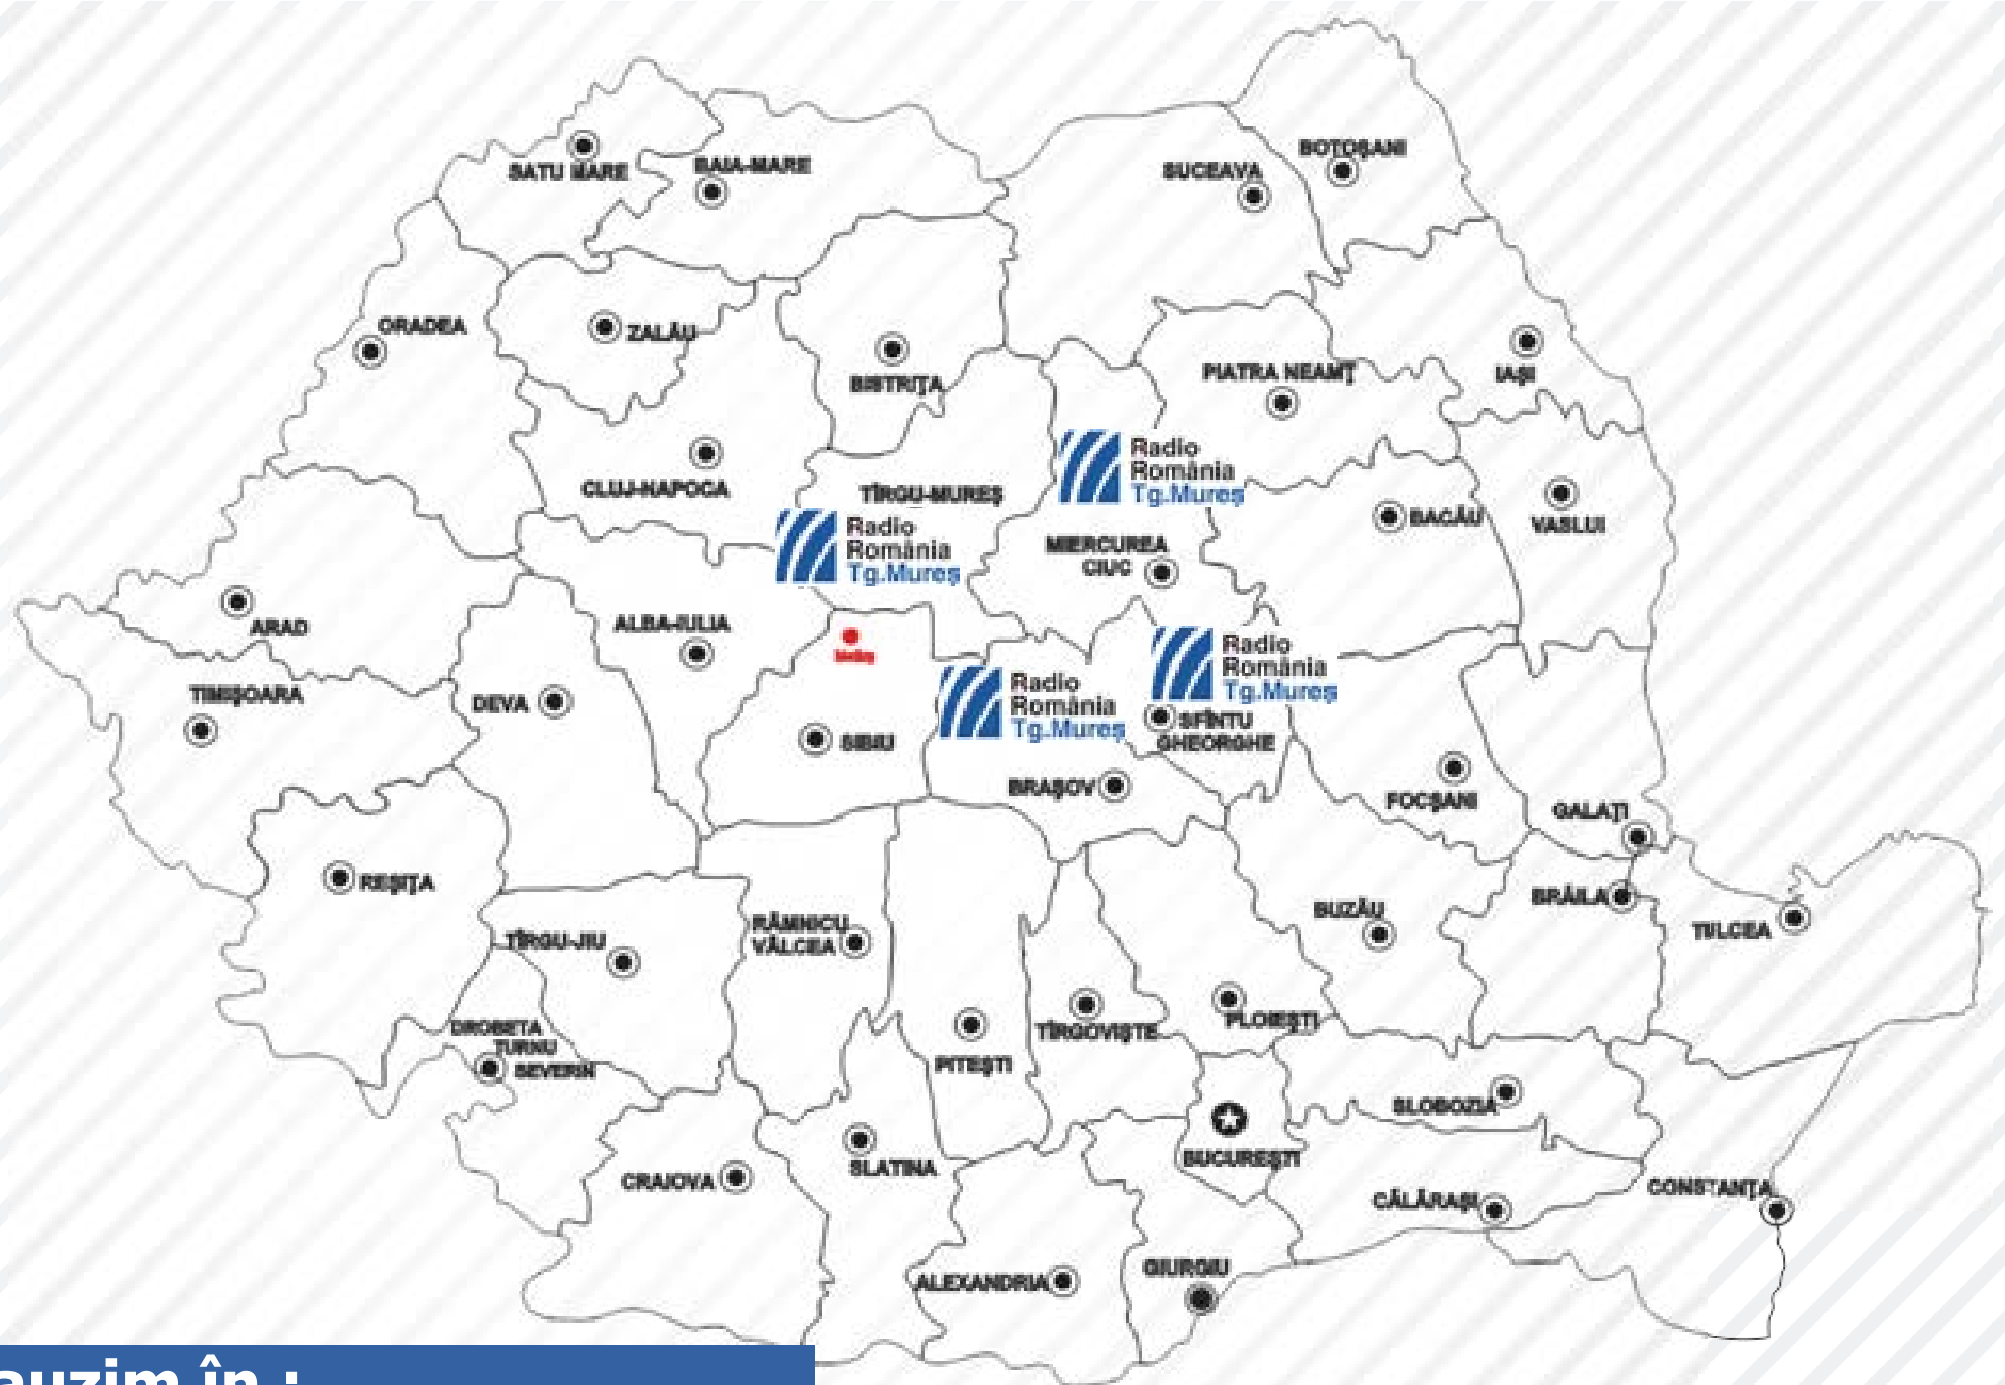 BOTOŞANI
SUCEAVA
SATU MARE
BAIA-MARE
ORADEA
ZALĂU
BISTRIŢA
PIATRA NEAMŢ
IAŞI
CLUJ-NAPOCA
TÎRGU-MUREŞ
Radio
România
Tg.Mureş
BACĂU
VASLUI
Radio
România
Tg.Mureş
MIERCUREA
CIUC
ARAD
ALBA-IULIA
Radio
România
Tg.Mureş
TIMIŞOARA
DEVA
SIBIU
Radio
România
Tg.Mureş
SFÎNTU
GHEORGHE
BRAŞOV
FOCŞANI
GALAŢI
REŞIŢA
BRĂILA
BUZĂU
TULCEA
TÎRGU-JIU
RÂMNICU
VÂLCEA
DROBETA
TURNU
SEVERIN
PITEŞTI
TÎRGOVIŞTE
PLOIEŞTI
SLOBOZIA
SLATINA
BUCUREŞTI
CRAIOVA
CĂLĂRAŞI
CONSTANŢA
ALEXANDRIA
GIURGIU
auzim în :